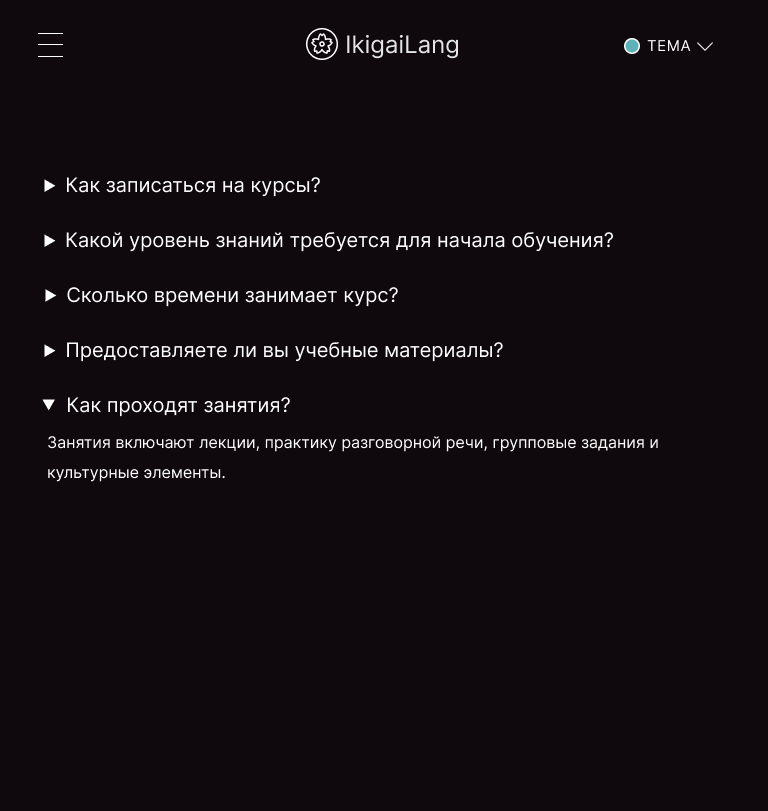 IkigaiLang
ТЕМА
Как записаться на курсы?
Какой уровень знаний требуется для начала обучения?
Сколько времени занимает курс?
Предоставляете ли вы учебные материалы?
Как проходят занятия?
Занятия включают лекции, практику разговорной речи, групповые задания и
культурные элементы.